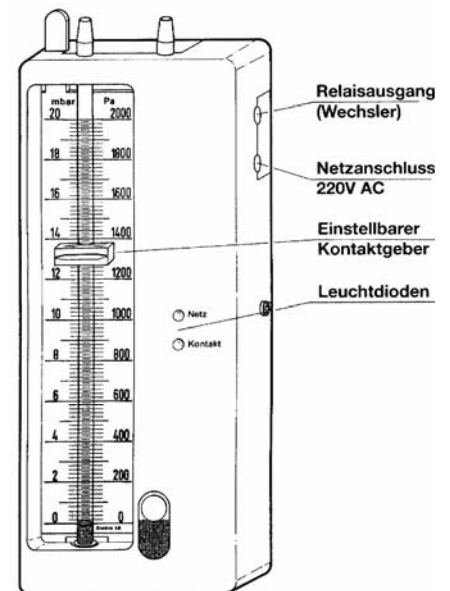 mbar Pa
20 2000
18 1800
16 1600
14 1400
12 1200
10 1000
8 800
6 600
4 400
2 200
0 0
Netz
Kontakt
Relaisausgang
(Wechsler)
Netzanschluss
220V AC
Einstellbarer
Kontaktgeber
Leuchtdioden